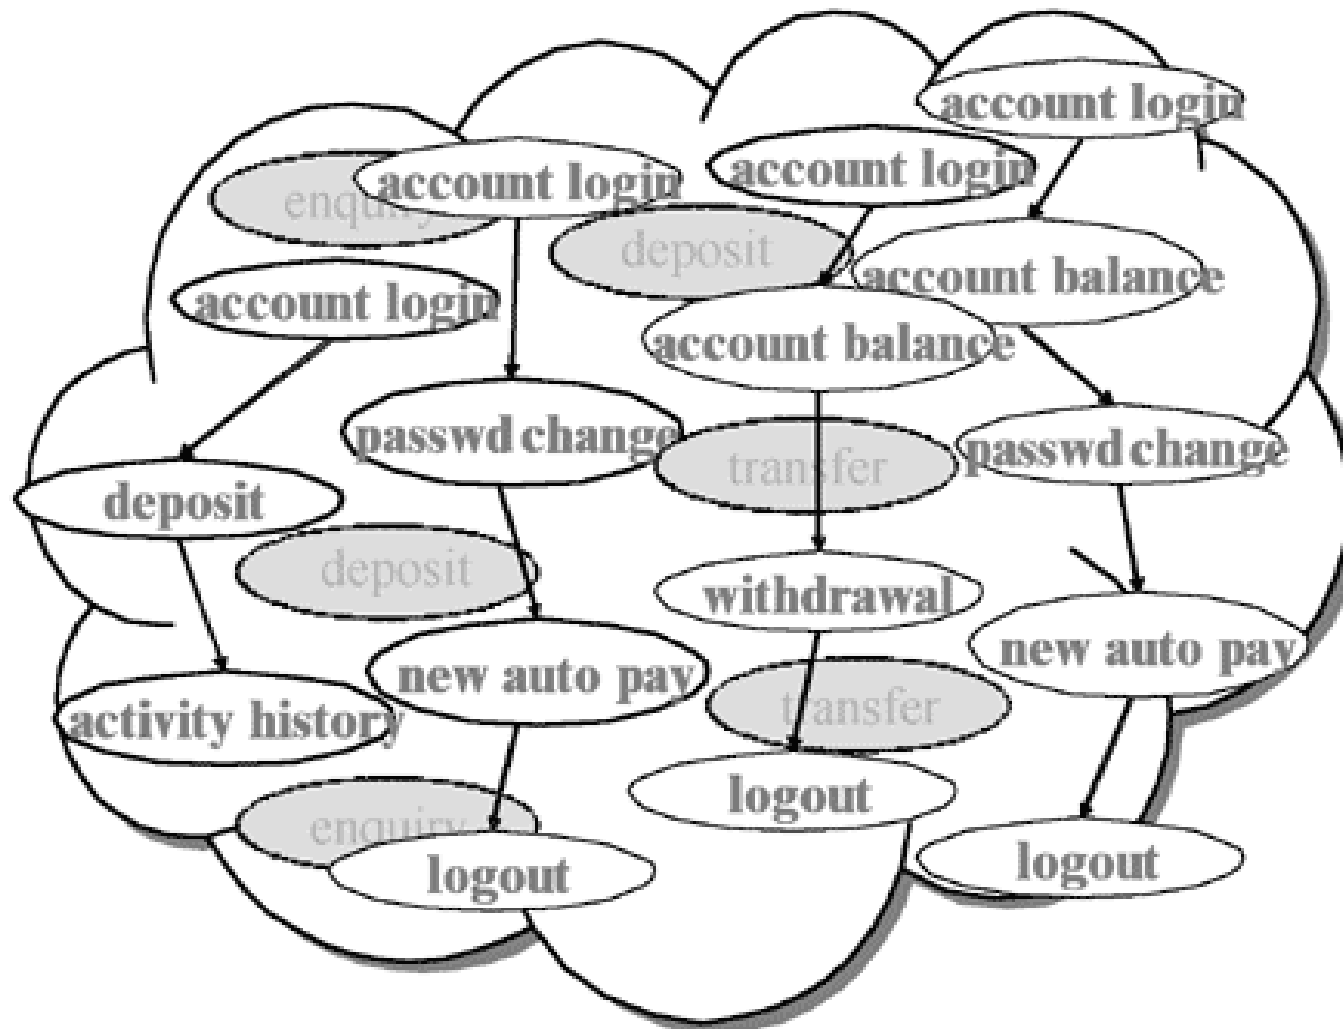 account login
account login
account login
enquiry
deposit
account balance
account login
account balance
passwd change
passwd change
transfer
deposit
deposit
withdrawal
new auto pay
new auto pay
transfer
activity history
logout
enquiry
logout
logout